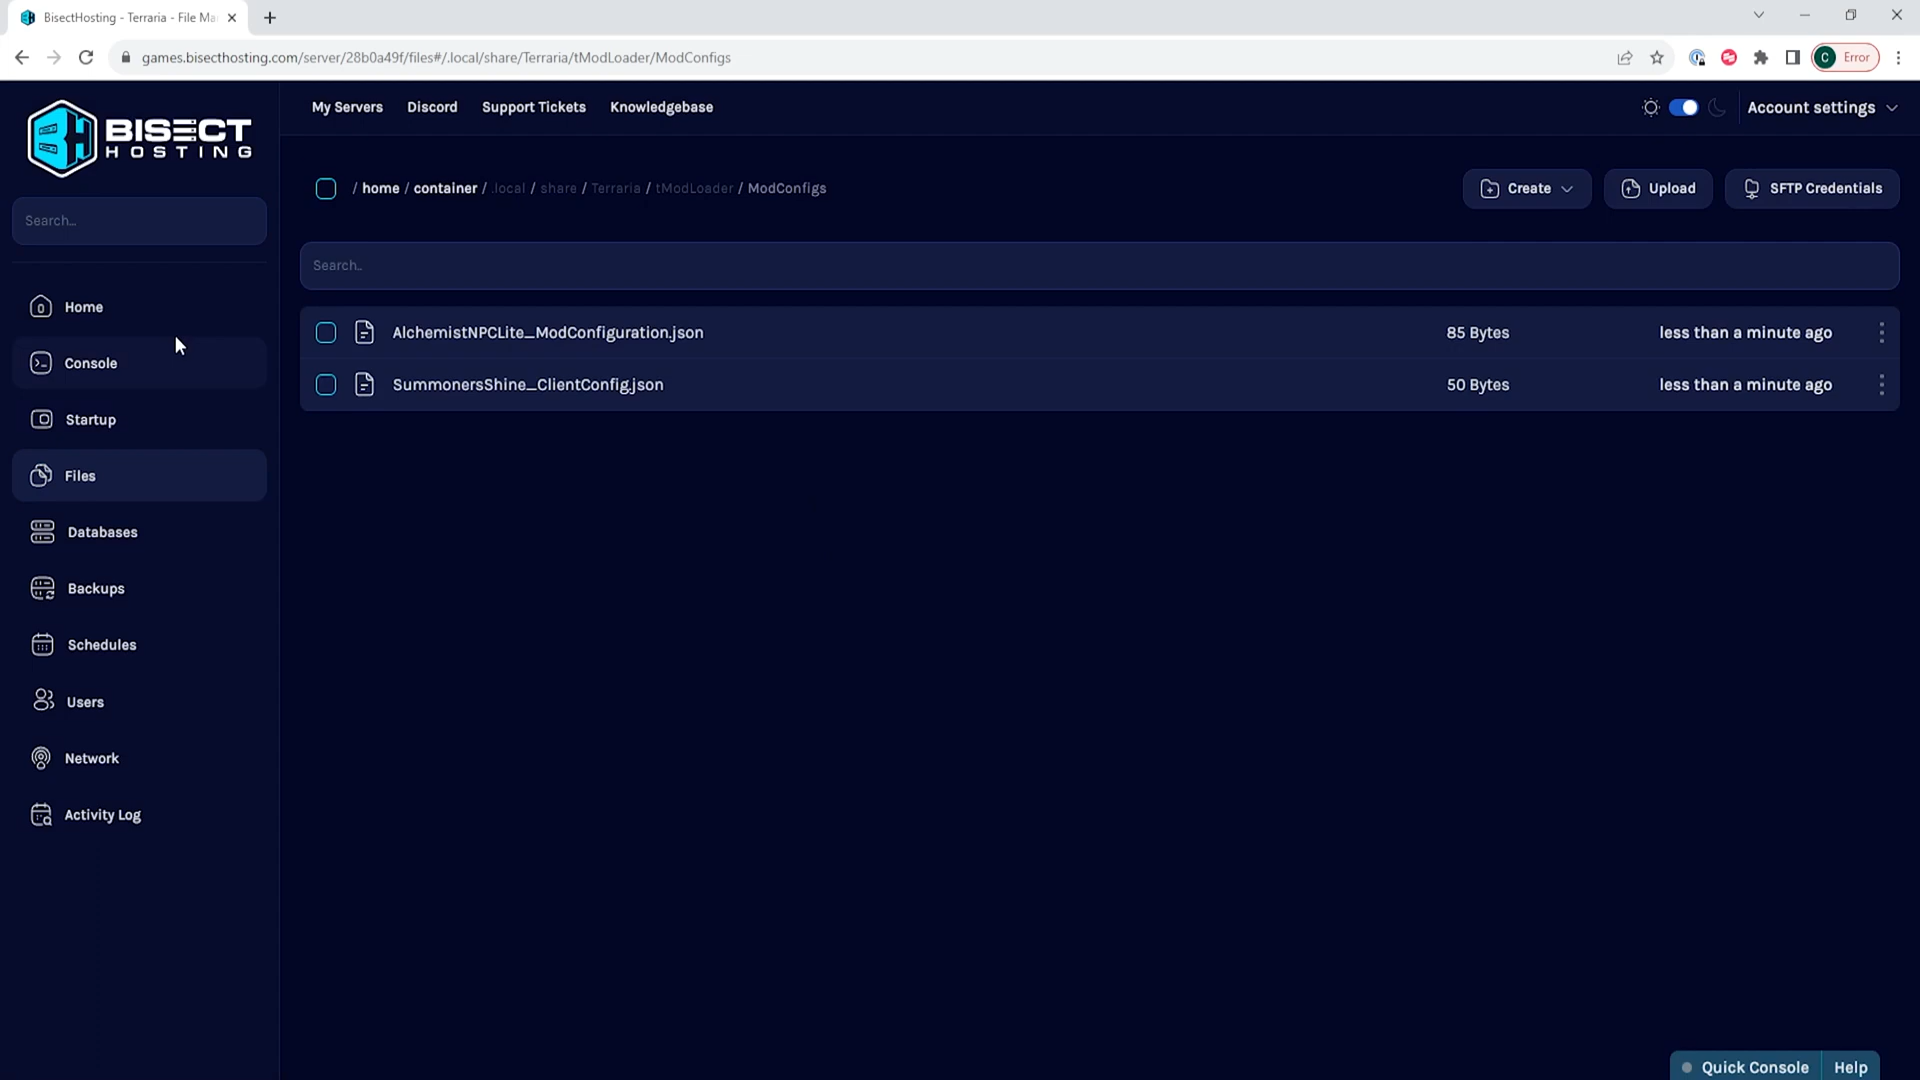 BisectHosting - Terraria - File Ma
games.bisecthosting.com/server/28b0a49f/files#/.local/share/Terraria/tModLoader/ModConfigs
C Error
BISECT
HOSTING
My Servers Discord Support Tickets Knowledgebase
Account settings
/ home / container / .local / share / Terraria / tModLoader / ModConfigs
Create Upload SFTP Credentials
Search...
Search..
Home
Console
Startup
Files
Databases
Backups
Schedules
Users
Network
Activity Log
AlchemistNPCLite_ModConfiguration.json 85 Bytes less than a minute ago
SummonersShine_ClientConfig.json 50 Bytes less than a minute ago
Quick Console Help